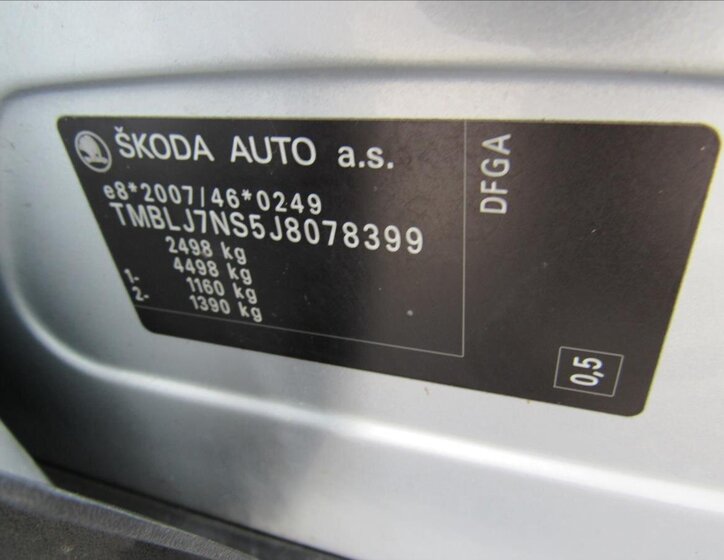 ŠKODA AUTO a.s.
e8*2007/46*0249
TMBLJ7NS5J8078399
2498 kg
4498 kg
1- 1160 kg
2- 1390 kg
DFGA
0,5